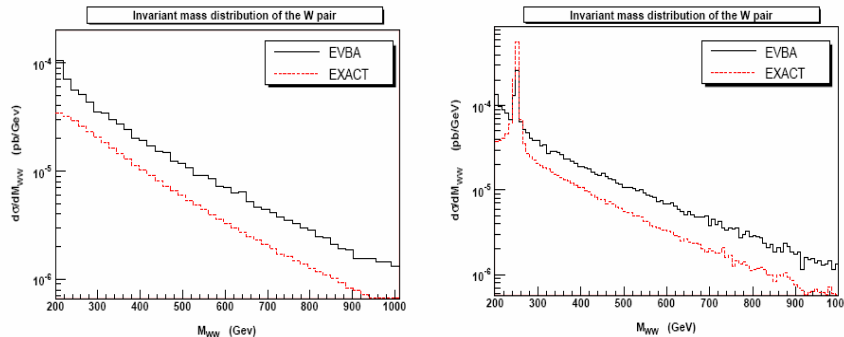 Invariant mass distribution of the W pair
EVBA
EXACT
dσ/dM_WW (pb/Gev)
10^-4
10^-5
10^-6
200 300 400 500 600 700 800 900 1000
M_WW (Gev)
Invariant mass distribution of the W pair
EVBA
EXACT
dσ/dM_WW (pb/GeV)
10^-4
10^-5
10^-6
200 300 400 500 600 700 800 900 1000
M_WW (GeV)